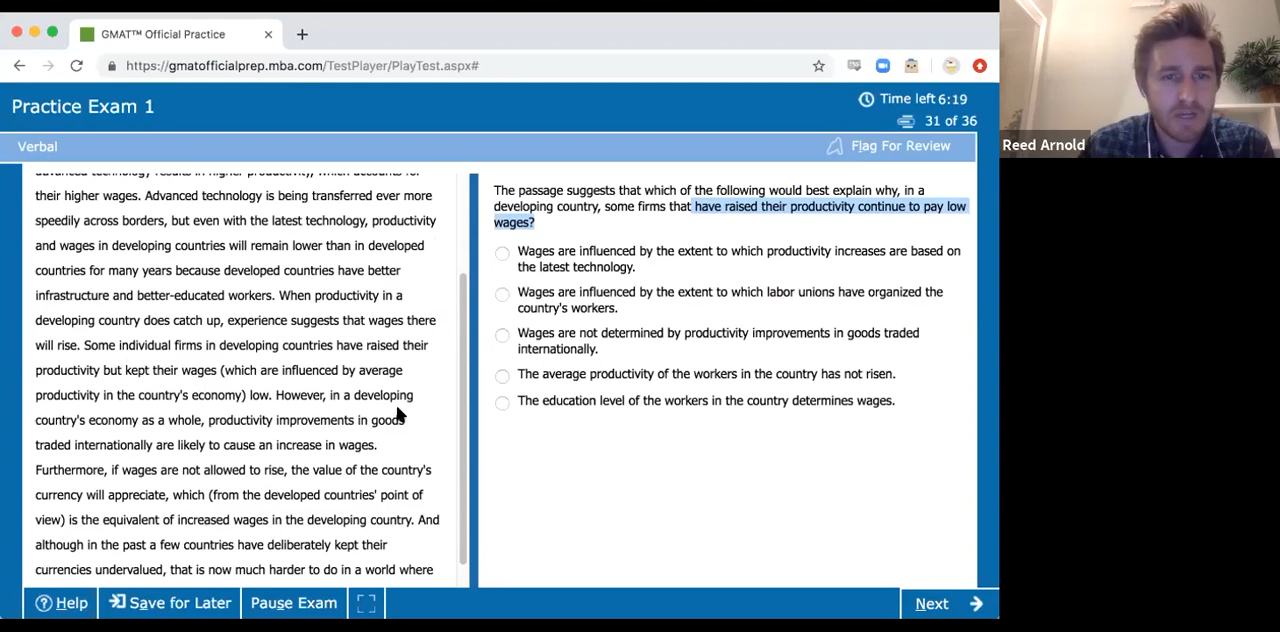 GMAT™ Official Practice
https://gmatofficialprep.mba.com/TestPlayer/PlayTest.aspx#
Practice Exam 1
Time left 6:19
31 of 36
Verbal
Flag For Review
Reed Arnold
advanced technology results in higher productivity, which accounts for
their higher wages. Advanced technology is being transferred ever more
speedily across borders, but even with the latest technology, productivity
and wages in developing countries will remain lower than in developed
countries for many years because developed countries have better
infrastructure and better-educated workers. When productivity in a
developing country does catch up, experience suggests that wages there
will rise. Some individual firms in developing countries have raised their
productivity but kept their wages (which are influenced by average
productivity in the country's economy) low. However, in a developing
country's economy as a whole, productivity improvements in goods
traded internationally are likely to cause an increase in wages.
Furthermore, if wages are not allowed to rise, the value of the country's
currency will appreciate, which (from the developed countries' point of
view) is the equivalent of increased wages in the developing country. And
although in the past a few countries have deliberately kept their
currencies undervalued, that is now much harder to do in a world where
The passage suggests that which of the following would best explain why, in a
developing country, some firms that have raised their productivity continue to pay low
wages?
Wages are influenced by the extent to which productivity increases are based on
the latest technology.
Wages are influenced by the extent to which labor unions have organized the
country's workers.
Wages are not determined by productivity improvements in goods traded
internationally.
The average productivity of the workers in the country has not risen.
The education level of the workers in the country determines wages.
Help
Save for Later
Pause Exam
Next